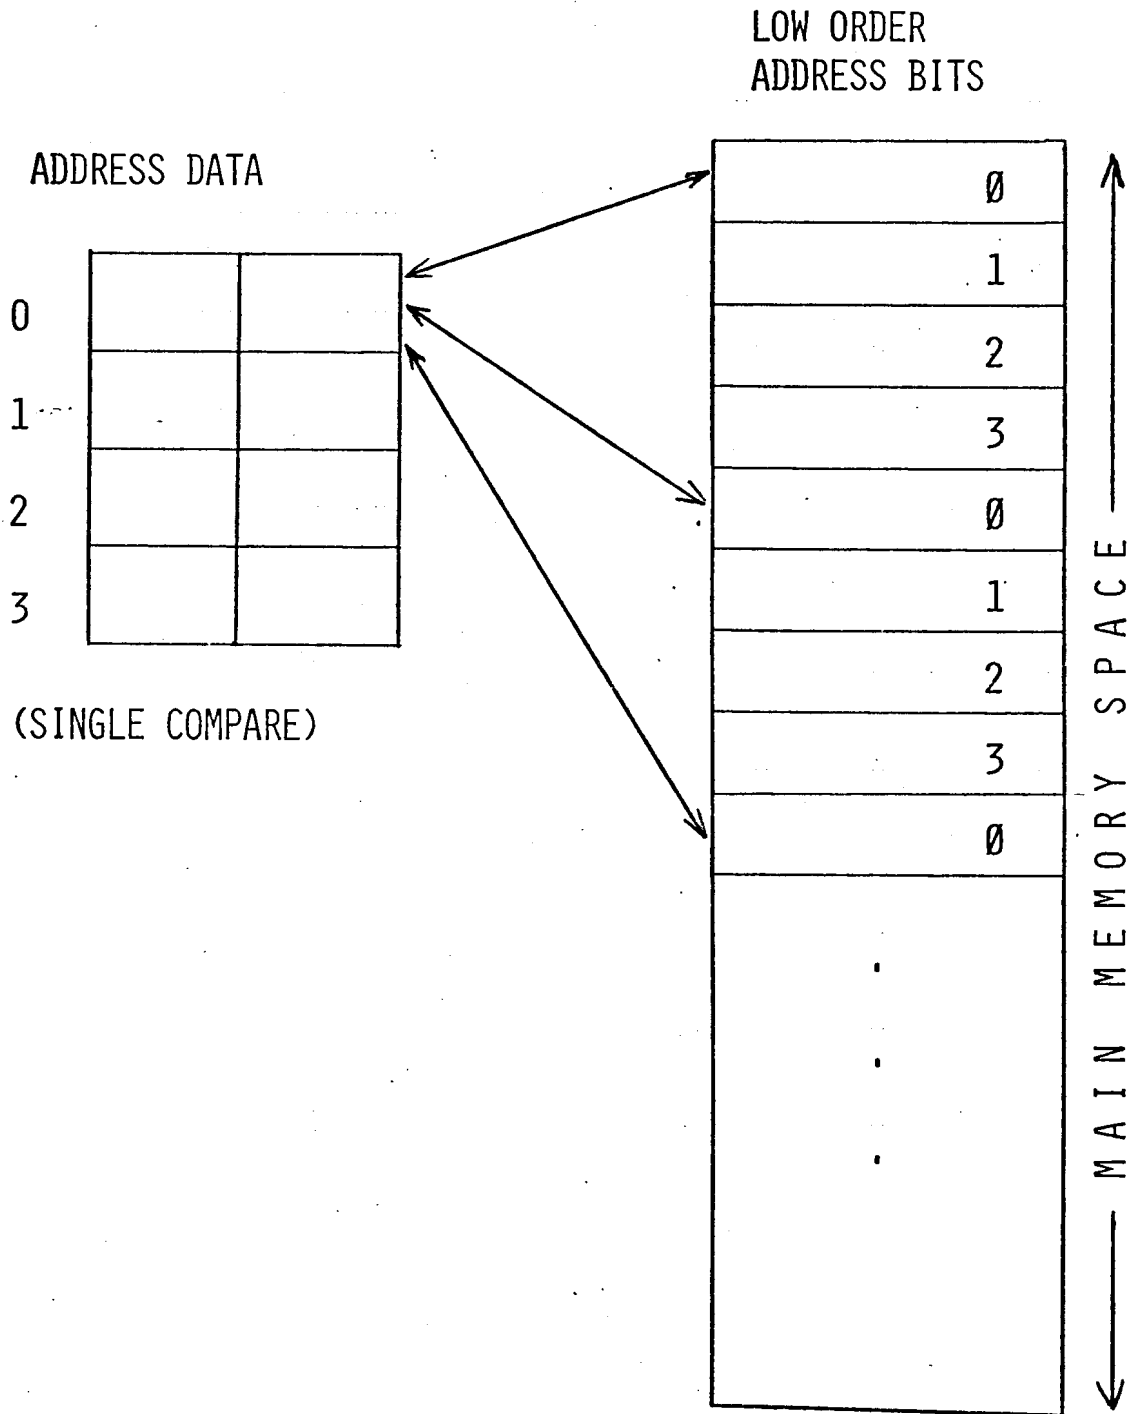 LOW ORDER
ADDRESS BITS
ADDRESS DATA
0
1
2
3
(SINGLE COMPARE)
Ø
1
2
3
Ø
1
2
3
Ø
MAIN MEMORY SPACE